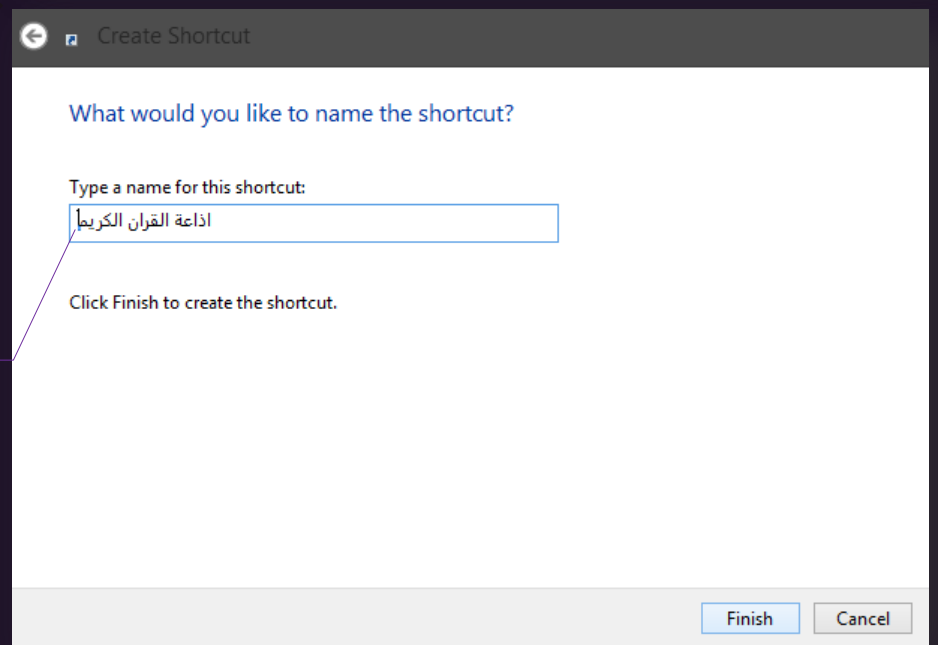 Create Shortcut
What would you like to name the shortcut?
Type a name for this shortcut:
اذاعة القران الكريم
Click Finish to create the shortcut.
Finish Cancel